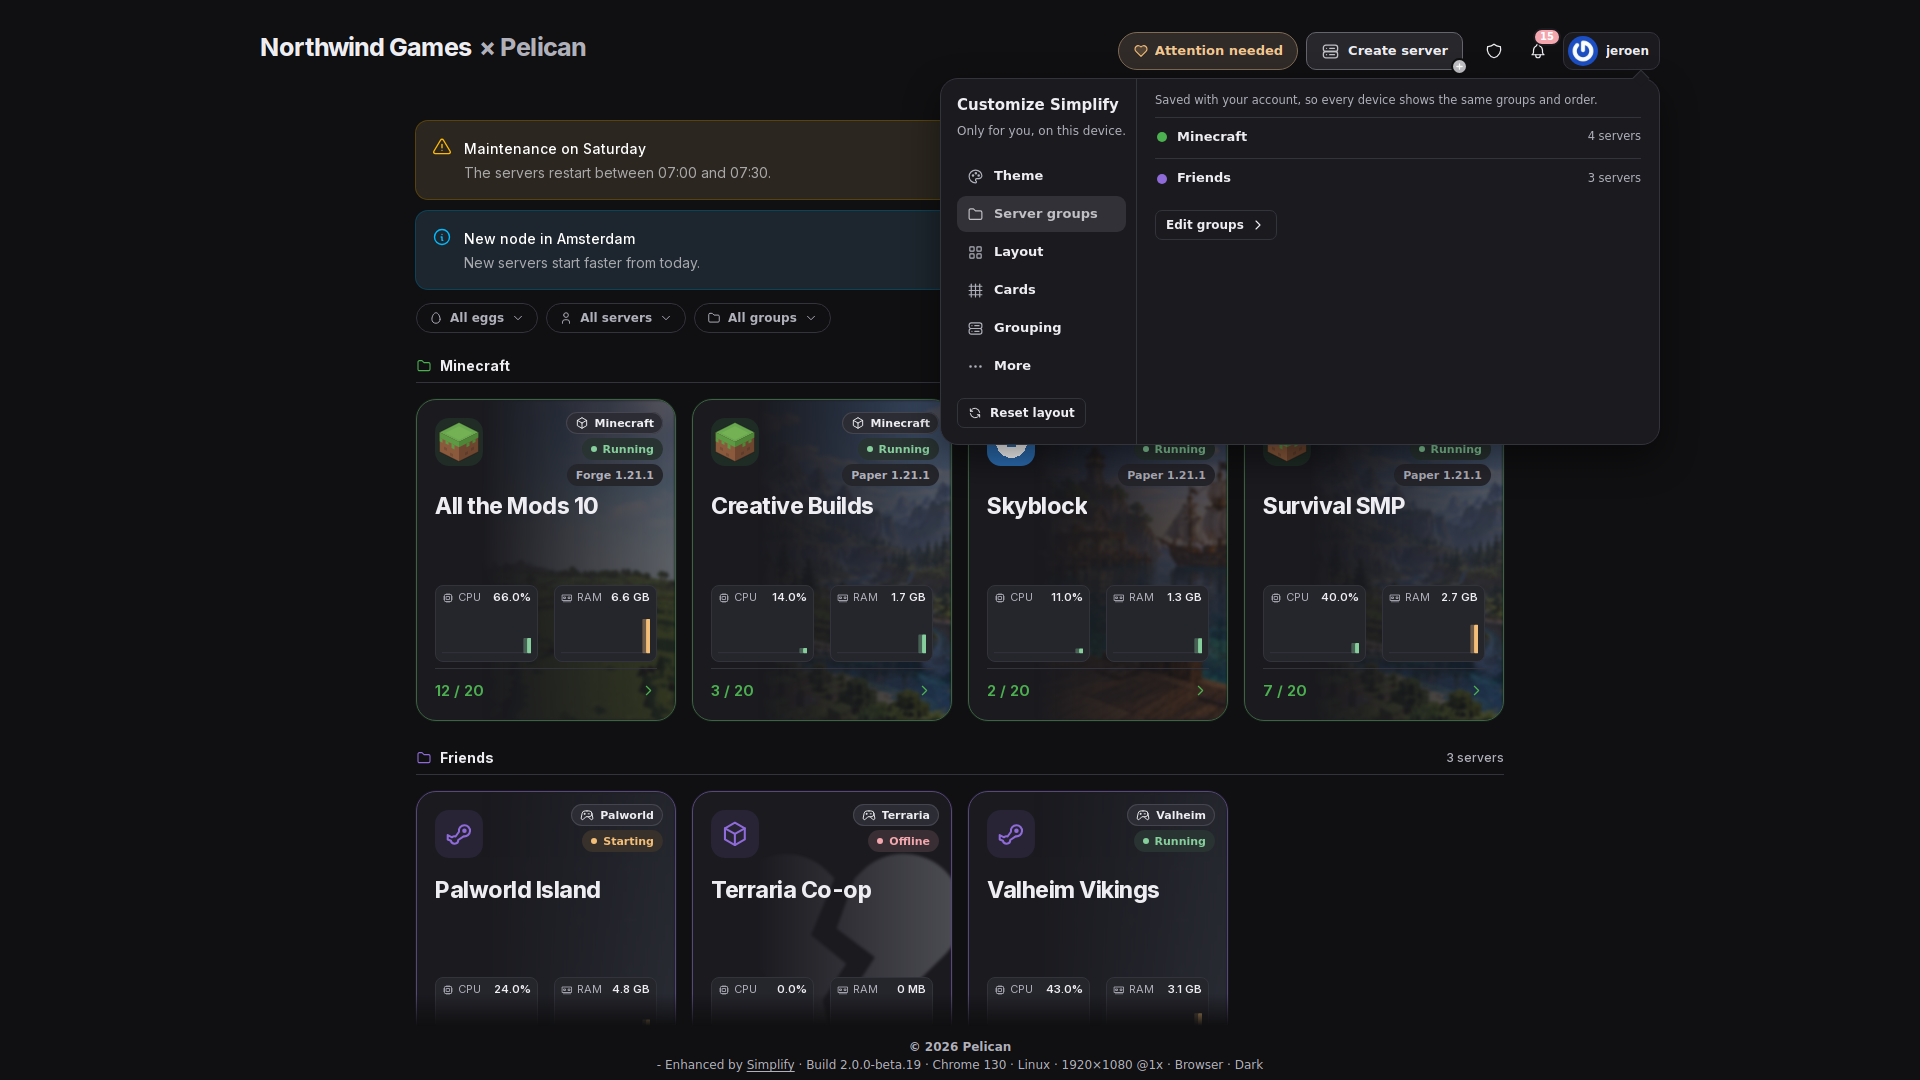 Northwind Games × Pelican
Attention needed
Create server
15
jeroen
Customize Simplify
Only for you, on this device.
Theme
Server groups
Layout
Cards
Grouping
More
Reset layout
Saved with your account, so every device shows the same groups and order.
Minecraft
4 servers
Friends
3 servers
Edit groups
Maintenance on Saturday
The servers restart between 07:00 and 07:30.
New node in Amsterdam
New servers start faster from today.
All eggs
All servers
All groups
Minecraft
Minecraft
Running
Forge 1.21.1
All the Mods 10
CPU 66.0%
RAM 6.6 GB
12 / 20
Minecraft
Running
Paper 1.21.1
Creative Builds
CPU 14.0%
RAM 1.7 GB
3 / 20
Running
Paper 1.21.1
Skyblock
CPU 11.0%
RAM 1.3 GB
2 / 20
Running
Paper 1.21.1
Survival SMP
CPU 40.0%
RAM 2.7 GB
7 / 20
Friends
3 servers
Palworld
Starting
Palworld Island
CPU 24.0%
RAM 4.8 GB
Terraria
Offline
Terraria Co-op
CPU 0.0%
RAM 0 MB
Valheim
Running
Valheim Vikings
CPU 43.0%
RAM 3.1 GB
© 2026 Pelican
- Enhanced by Simplify · Build 2.0.0-beta.19 · Chrome 130 · Linux · 1920×1080 @1x · Browser · Dark